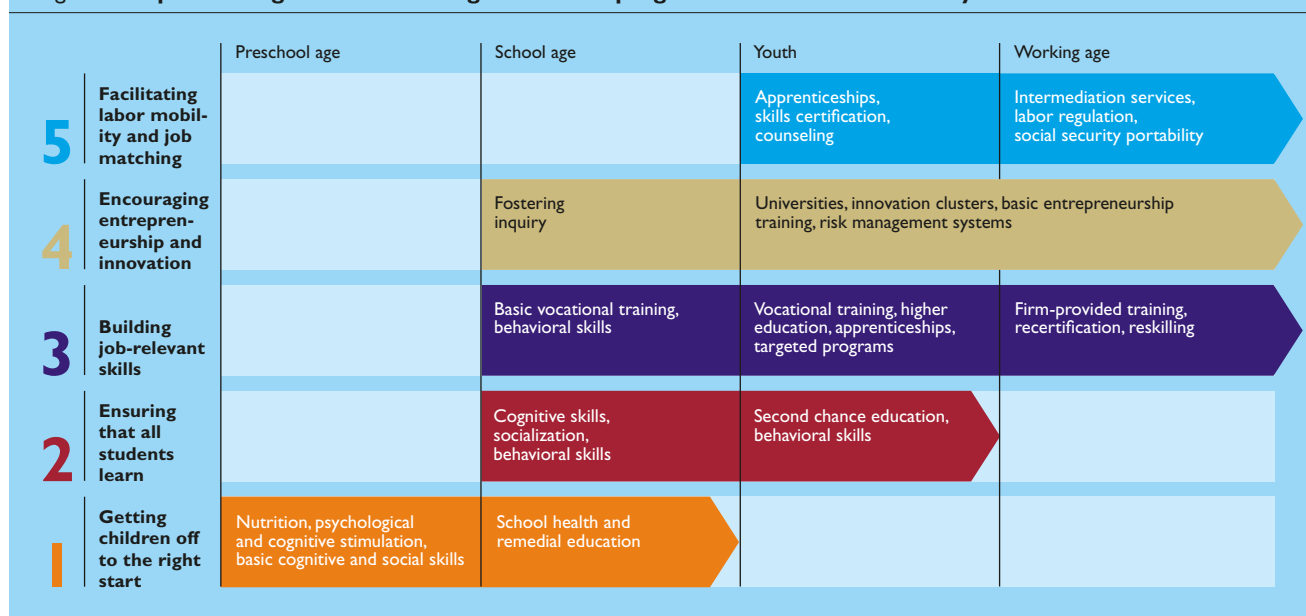 Preschool age
School age
Youth
Working age
5
Facilitating
labor mobil-
ity and job
matching
Apprenticeships,
skills certification,
counseling
Intermediation services,
labor regulation,
social security portability
4
Encouraging
entrepren-
eurship and
innovation
Fostering
inquiry
Universities, innovation clusters, basic entrepreneurship
training, risk management systems
3
Building
job-relevant
skills
Basic vocational training,
behavioral skills
Vocational training, higher
education, apprenticeships,
targeted programs
Firm-provided training,
recertification, reskilling
2
Ensuring
that all
students
learn
Cognitive skills,
socialization,
behavioral skills
Second chance education,
behavioral skills
1
Getting
children off
to the right
start
Nutrition, psychological
and cognitive stimulation,
basic cognitive and social skills
School health and
remedial education